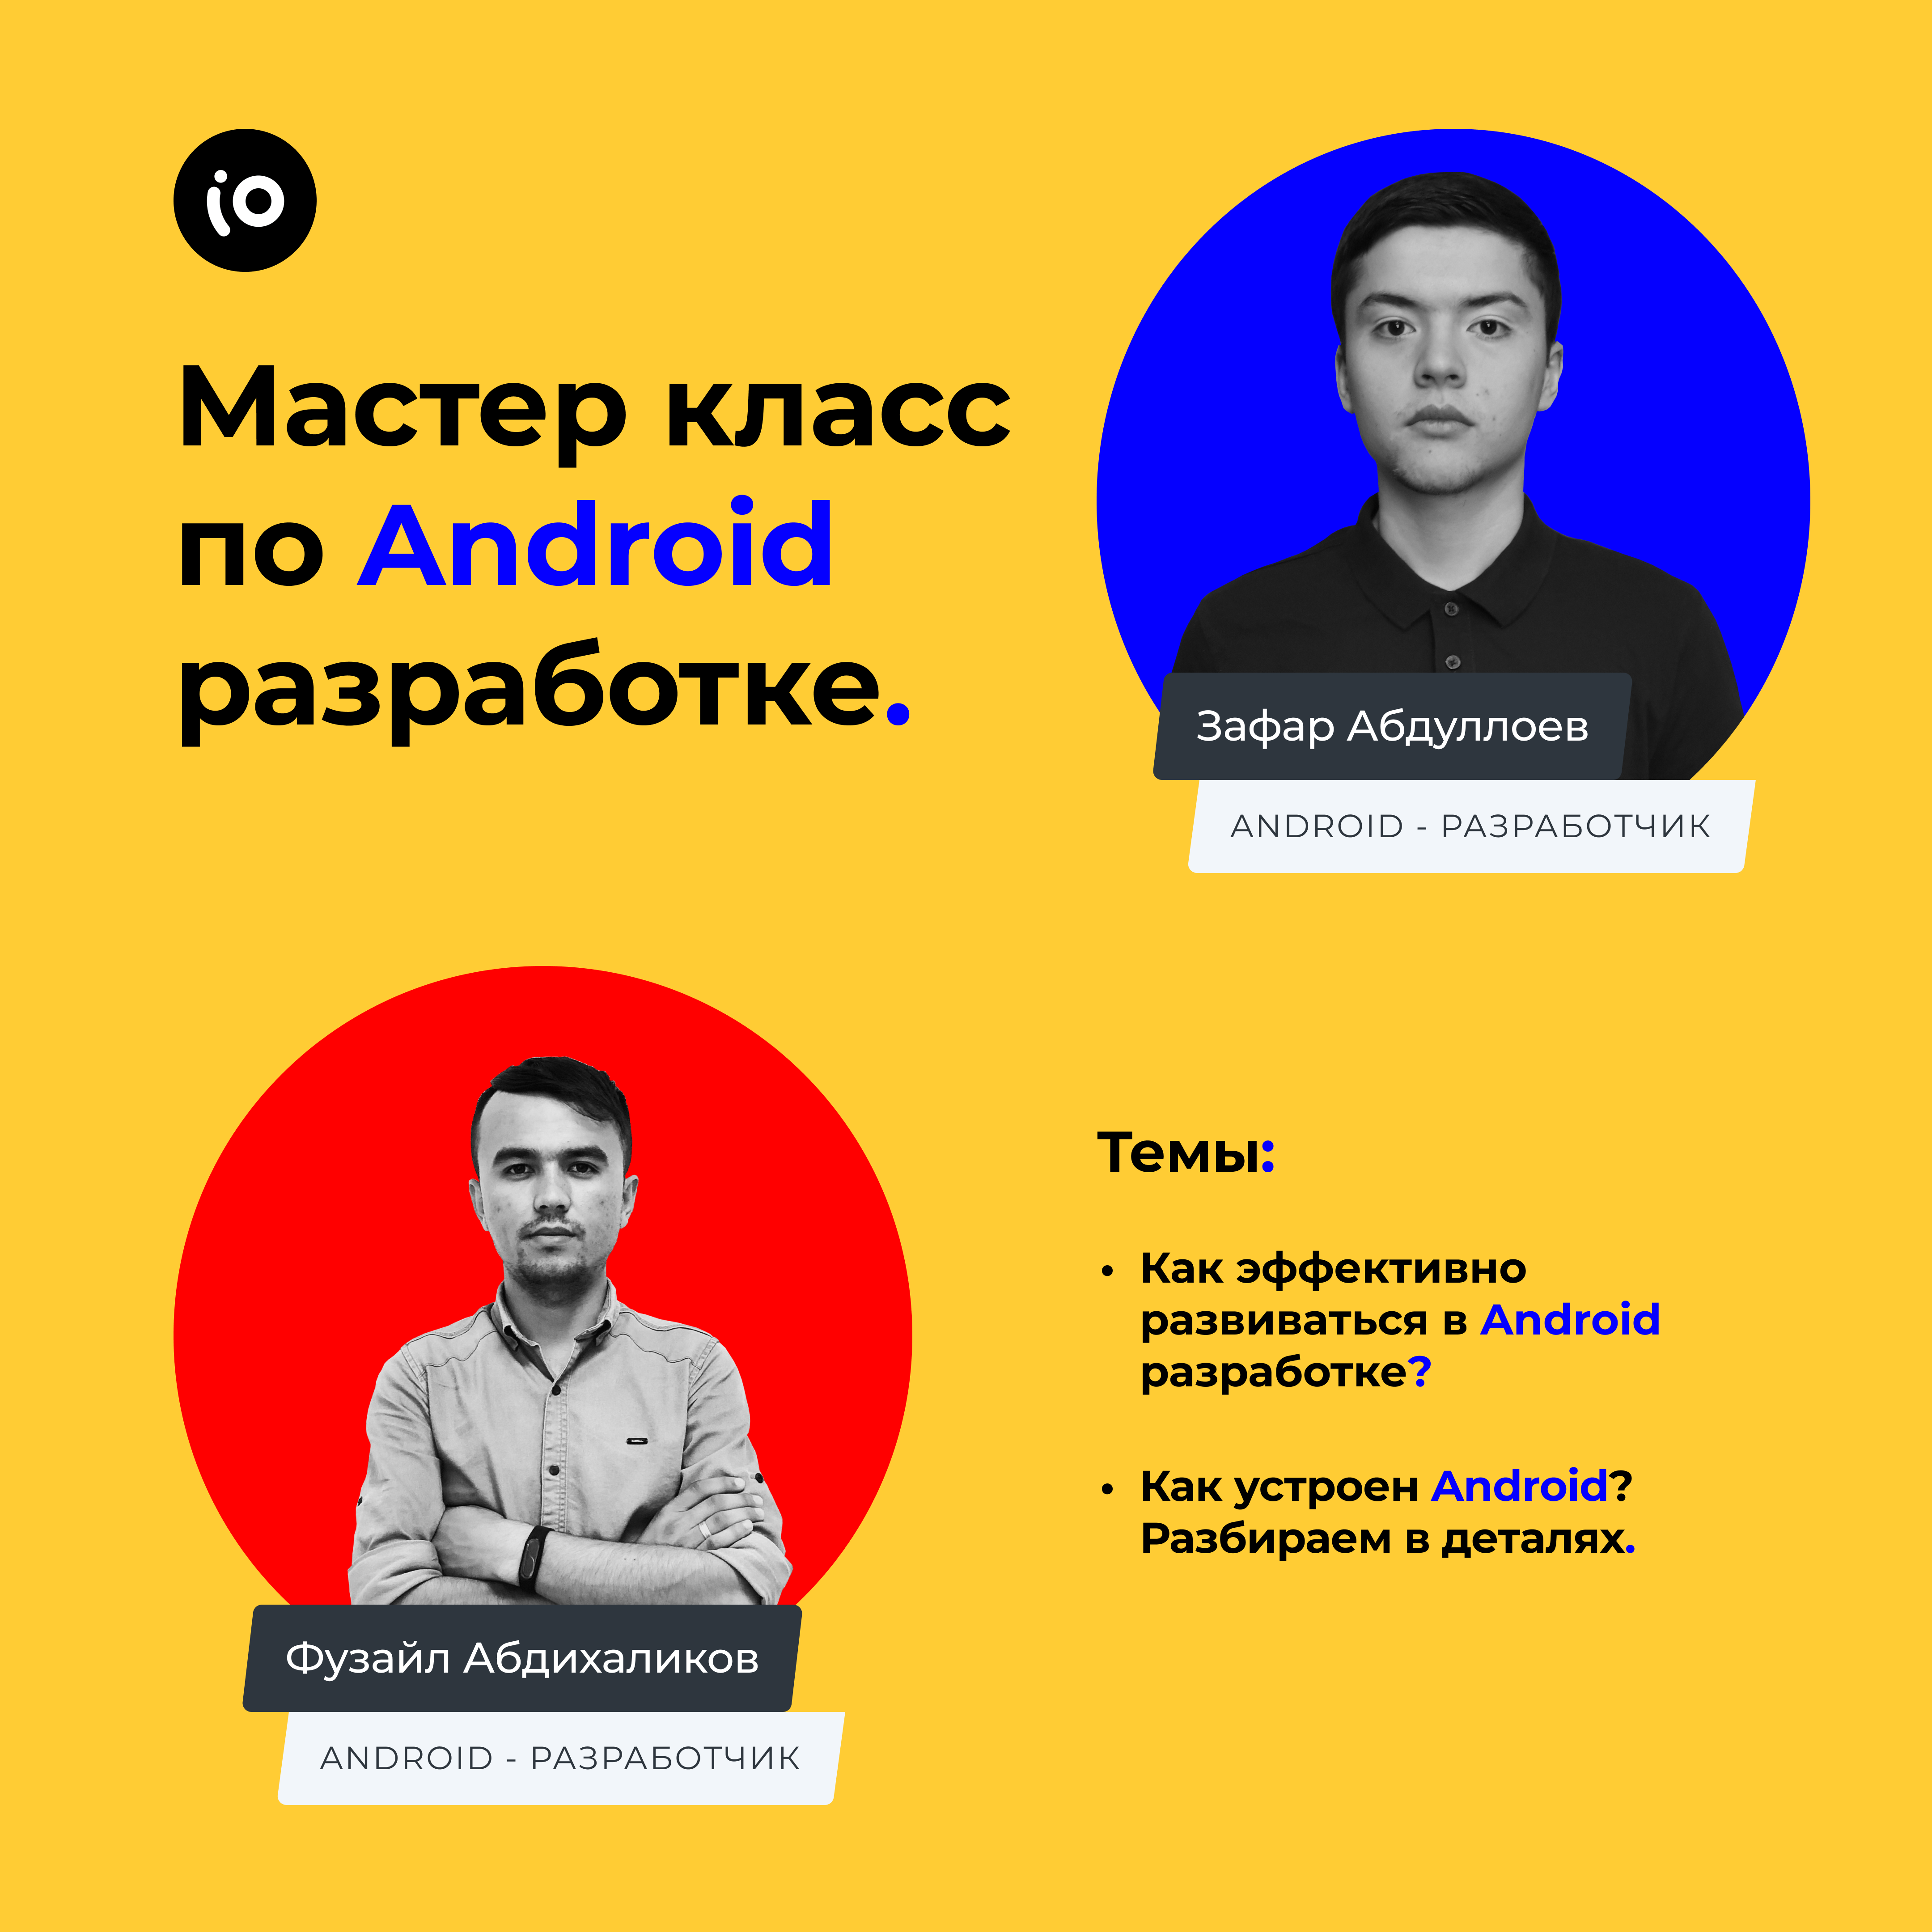 io
Мастер класс
по Android
разработке.
Зафар Абдуллоев
ANDROID - РАЗРАБОТЧИК
Фузайл Абдихаликов
ANDROID - РАЗРАБОТЧИК
Темы:
• Как эффективно
развиваться в Android
разработке?
• Как устроен Android?
Разбираем в деталях.